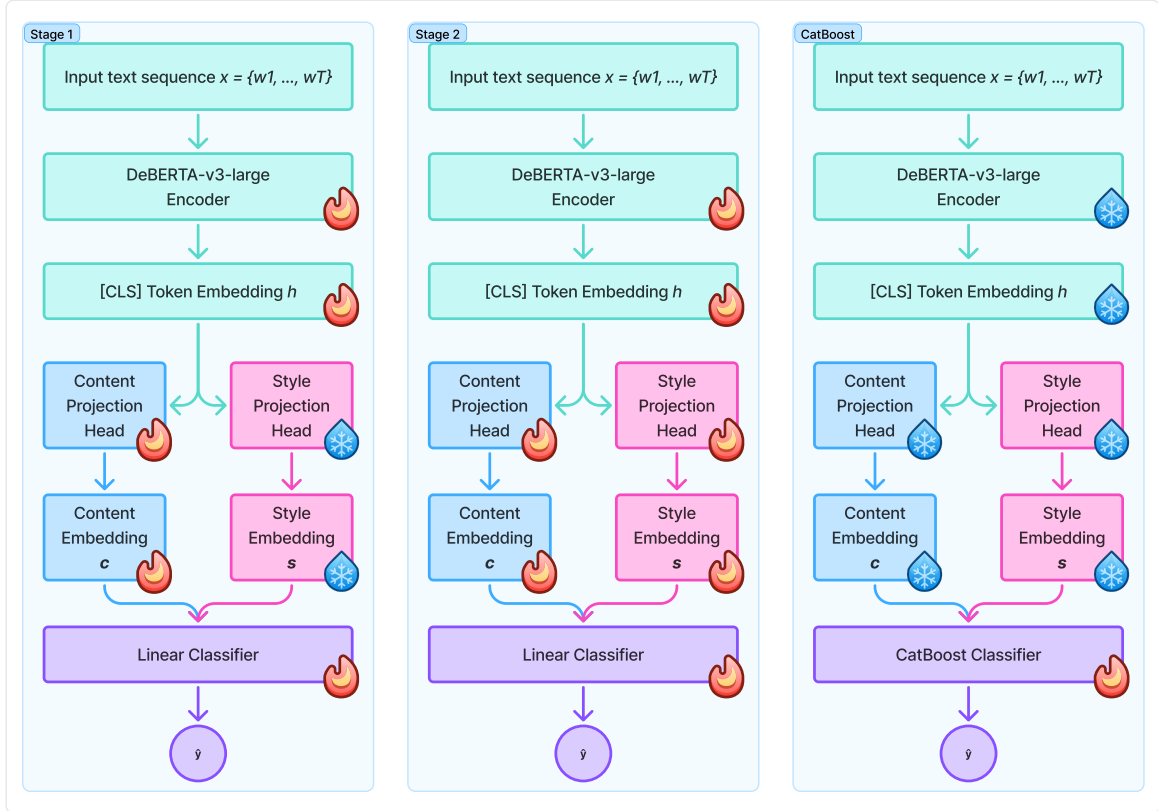 Stage 1
Input text sequence x = {w1, ..., wT}
DeBERTA-v3-large
Encoder
[CLS] Token Embedding h
Content
Projection
Head
Style
Projection
Head
Content
Embedding
c
Style
Embedding
s
Linear Classifier
ŷ
Stage 2
Input text sequence x = {w1, ..., wT}
DeBERTA-v3-large
Encoder
[CLS] Token Embedding h
Content
Projection
Head
Style
Projection
Head
Content
Embedding
c
Style
Embedding
s
Linear Classifier
ŷ
CatBoost
Input text sequence x = {w1, ..., wT}
DeBERTA-v3-large
Encoder
[CLS] Token Embedding h
Content
Projection
Head
Style
Projection
Head
Content
Embedding
c
Style
Embedding
s
CatBoost Classifier
ŷ